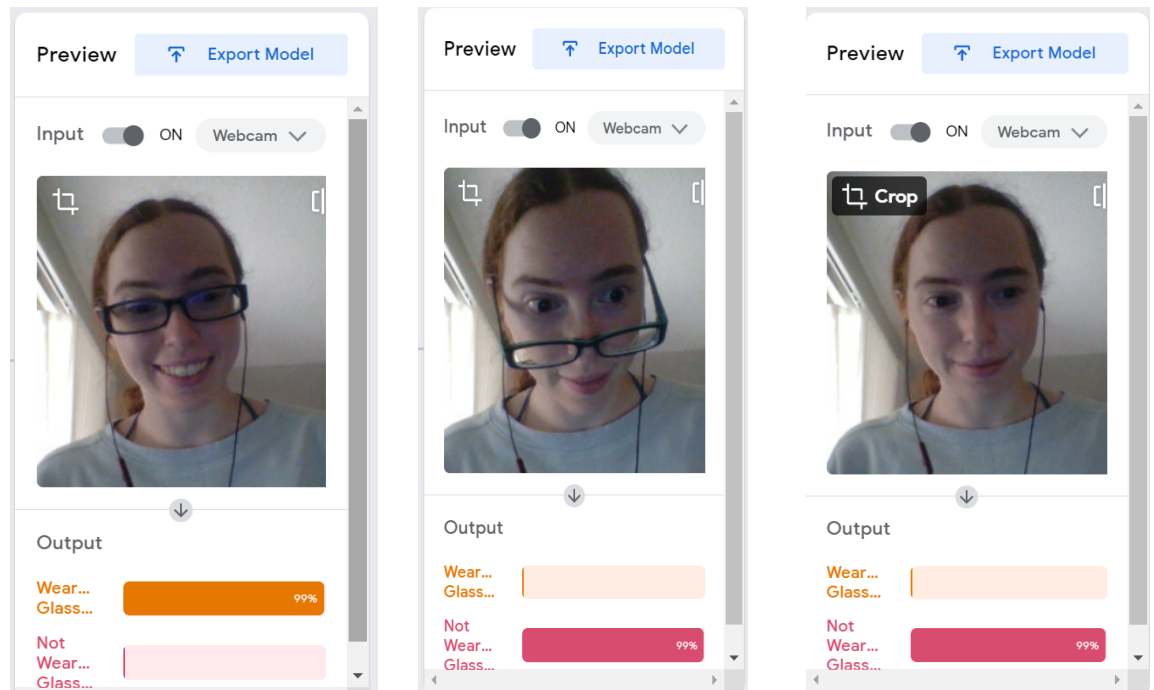 Preview Export Model
Input ON Webcam
Output
Wear...
Glass...
99%
Not
Wear...
Glass...
Preview Export Model
Input ON Webcam
Output
Wear...
Glass...
Not
Wear...
99%
Glass...
Preview Export Model
Input ON Webcam
Crop
Output
Wear...
Glass...
Not
Wear...
99%
Glass...